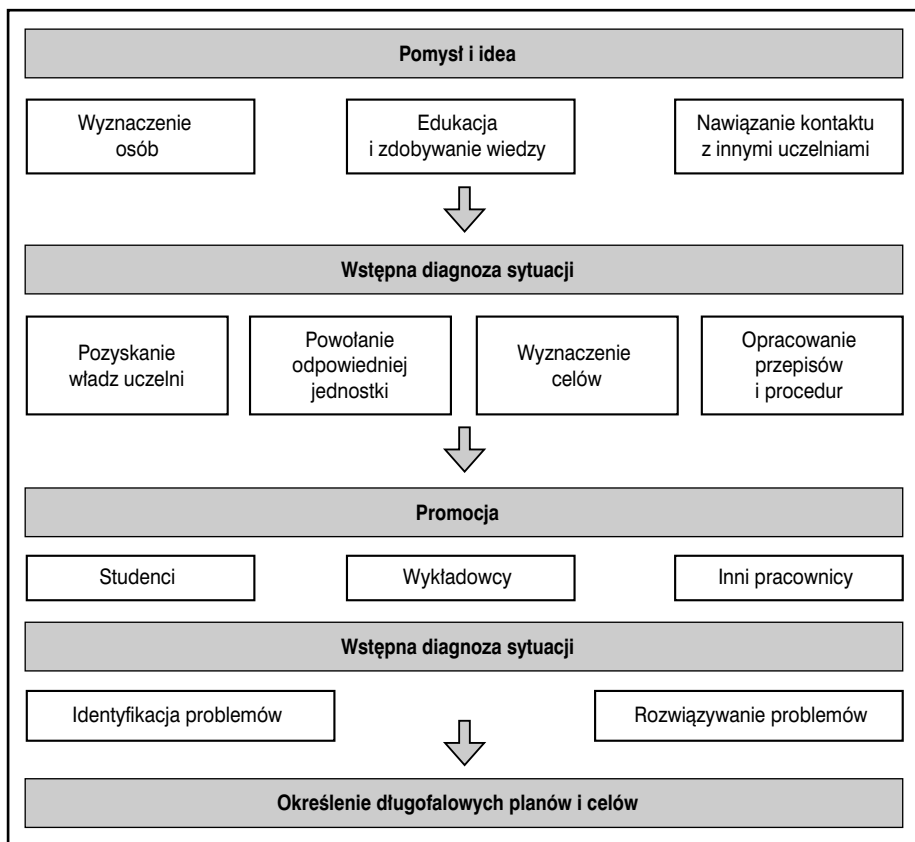 Pomysł i idea
Wyznaczenie
osób
Edukacja
i zdobywanie wiedzy
Nawiązanie kontaktu
z innymi uczelniami
Wstępna diagnoza sytuacji
Pozyskanie
władz uczelni
Powołanie
odpowiedniej
jednostki
Wyznaczenie
celów
Opracowanie
przepisów
i procedur
Promocja
Studenci
Wykładowcy
Inni pracownicy
Wstępna diagnoza sytuacji
Identyfikacja problemów
Rozwiązywanie problemów
Określenie długofalowych planów i celów